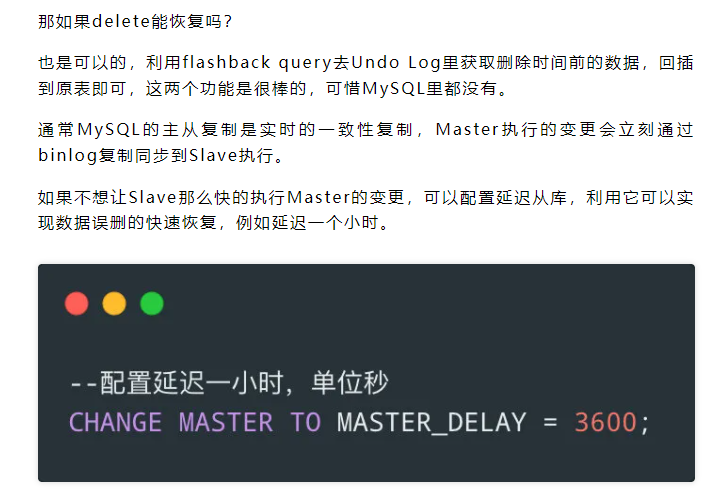 那如果delete能恢复吗？
也是可以的，利用flashback query去Undo Log里获取删除时间前的数据，回插
到原表即可，这两个功能是很棒的，可惜MySQL里都没有。
通常MySQL的主从复制是实时的一致性复制，Master执行的变更会立刻通过
binlog复制同步到Slave执行。
如果不想让Slave那么快的执行Master的变更，可以配置延迟从库，利用它可以实
现数据误删的快速恢复，例如延迟一个小时。
--配置延迟一小时，单位秒
CHANGE MASTER TO MASTER_DELAY = 3600;